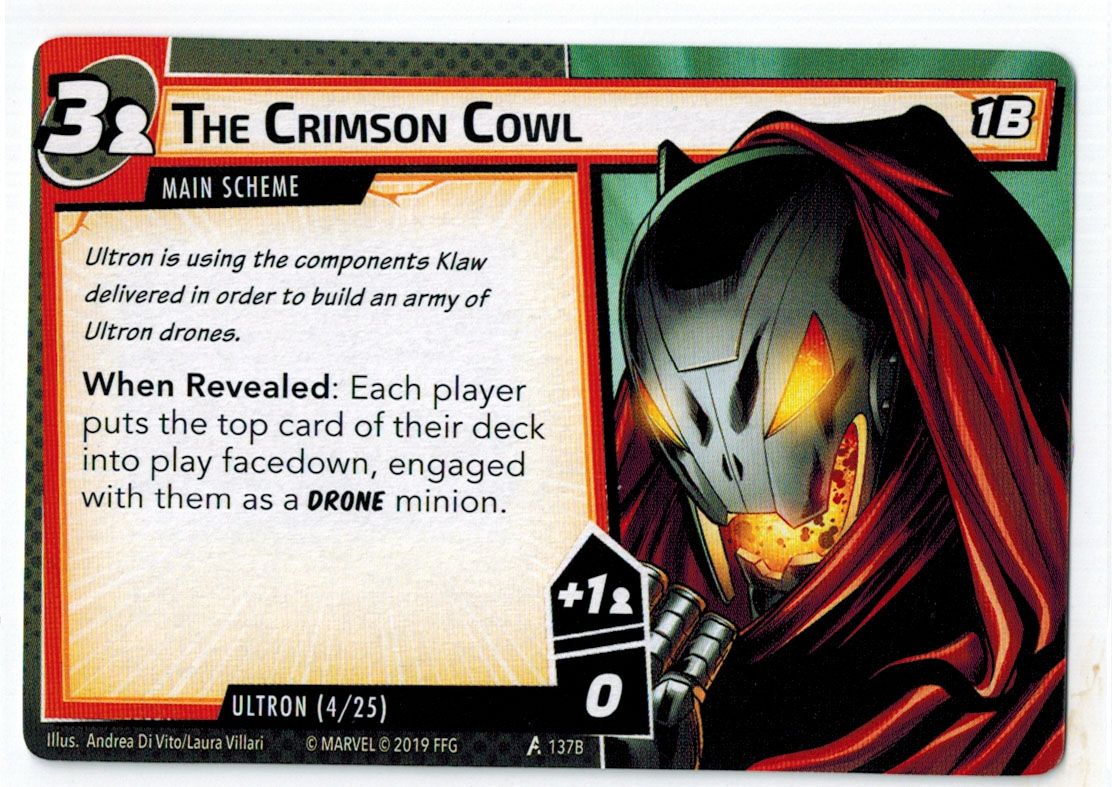 3
THE CRIMSON COWL
1B
MAIN SCHEME
Ultron is using the components Klaw
delivered in order to build an army of
Ultron drones.
When Revealed: Each player
puts the top card of their deck
into play facedown, engaged
with them as a DRONE minion.
+1
0
ULTRON (4/25)
Illus. Andrea Di Vito/Laura Villari © MARVEL © 2019 FFG 137B